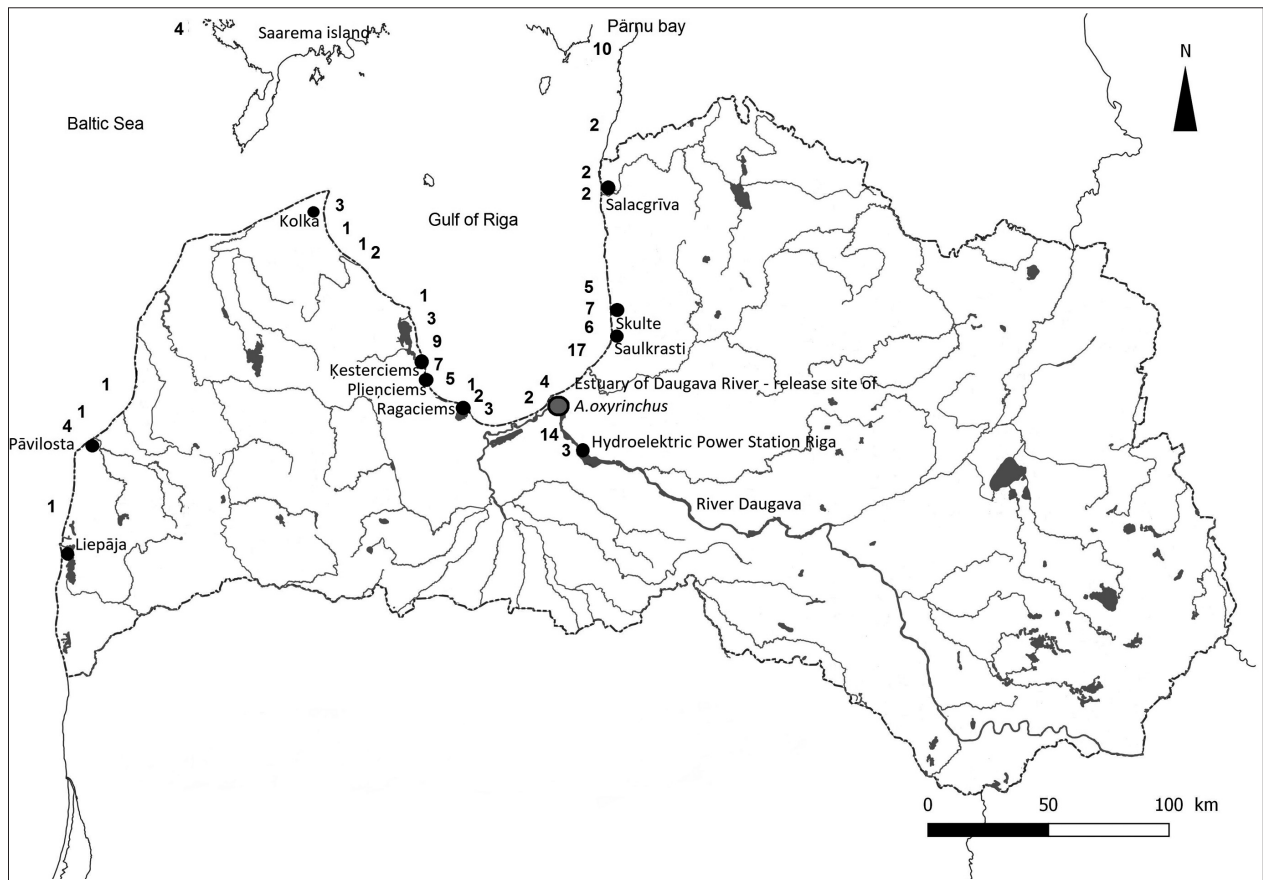 4
Saarema island
Pärnu bay
10
N
Baltic Sea
2
2
2
Salacgrīva
3
Kolka
1
1
2
Gulf of Riga
1
3
9
7
Ķesterciems
Plieņciems
5
Ragaciems
1
2
3
5
7
Skulte
6
Saulkrasti
17
4
2
Estuary of Daugava River - release site of
A.oxyrinchus
14
3
Hydroelektric Power Station Riga
River Daugava
1
1
4
Pāvilosta
1
Liepāja
0 50 100 km